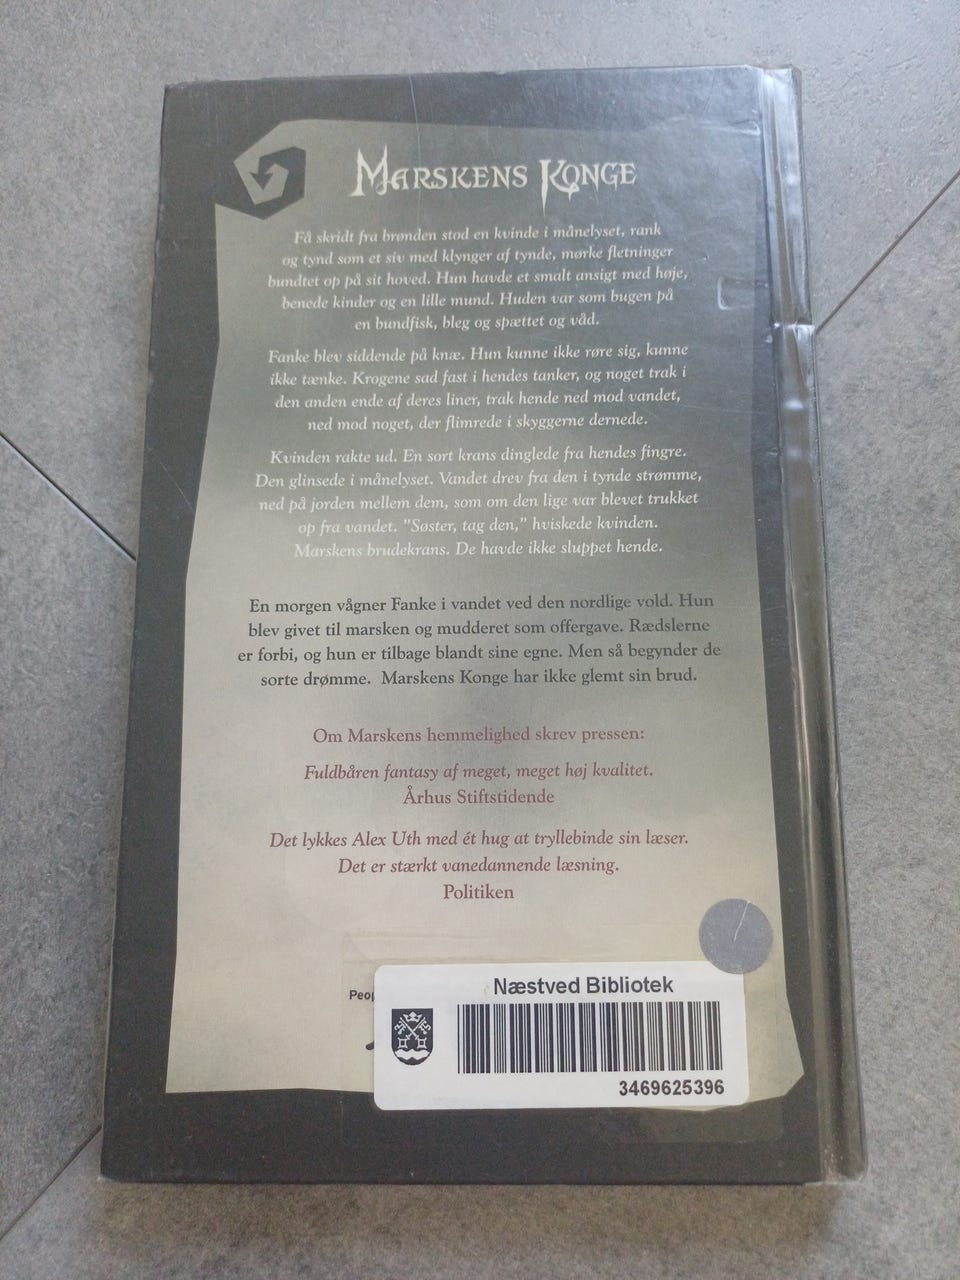 MARSKENS KONGE
Få skridt fra brønden stod en kvinde i månelyset, rank
og tynd som et siv med klynger af tynde, mørke fletninger
bundtet op på sit hoved. Hun havde et smalt ansigt med høje,
benede kinder og en lille mund. Huden var som bugen på
en bundfisk, bleg og spættet og våd.
Fanke blev siddende på knæ. Hun kunne ikke røre sig, kunne
ikke tænke. Krogene sad fast i hendes tanker, og noget trak i
den anden ende af deres liner, trak hende ned mod vandet,
ned mod noget, der flimrede i skyggerne dernede.
Kvinden rakte ud. En sort krans dinglede fra hendes fingre.
Den glinsede i månelyset. Vandet drev fra den i tynde strømme,
ned på jorden mellem dem, som om den lige var blevet trukket
op fra vandet. "Søster, tag den," hviskede kvinden.
Marskens brudekrans. De havde ikke sluppet hende.
En morgen vågner Fanke i vandet ved den nordlige vold. Hun
blev givet til marsken og mudderet som offergave. Rædslerne
er forbi, og hun er tilbage blandt sine egne. Men så begynder de
sorte drømme. Marskens Konge har ikke glemt sin brud.
Om Marskens hemmelighed skrev pressen:
Fuldbåren fantasy af meget, meget høj kvalitet.
Århus Stiftstidende
Det lykkes Alex Uth med ét hug at tryllebinde sin læser.
Det er stærkt vanedannende læsning.
Politiken
Næstved Bibliotek
3469625396